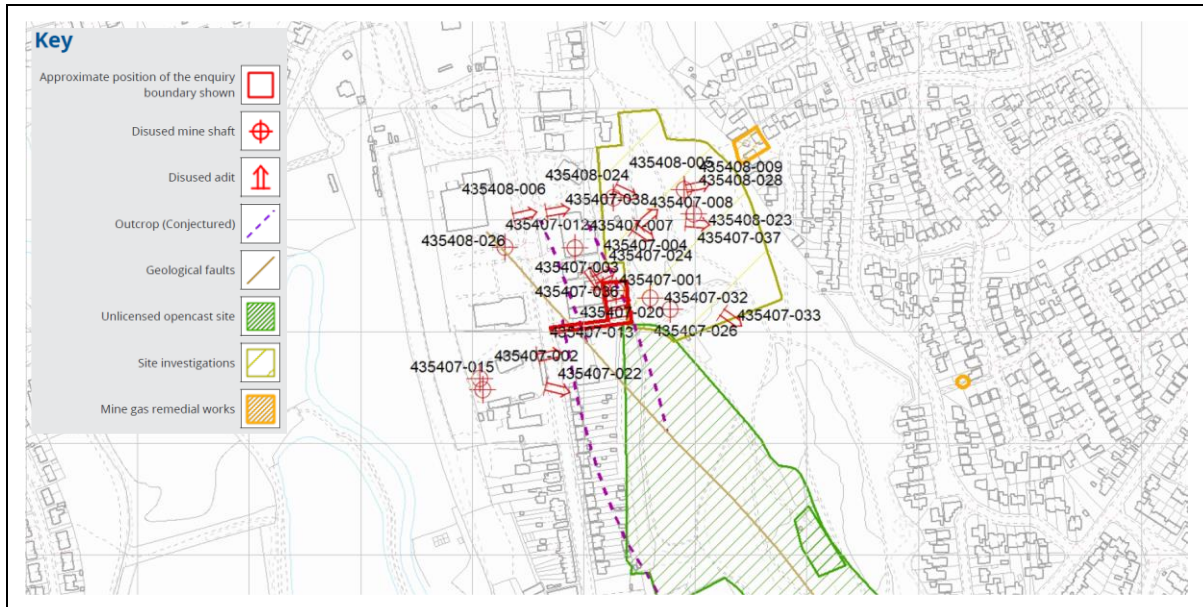 Key
Approximate position of the enquiry
boundary shown
Disused mine shaft
Disused adit
Outcrop (Conjectured)
Geological faults
Unlicensed opencast site
Site investigations
Mine gas remedial works
435408-005
435408-009
435408-024
435408-028
435408-006
435407-038
435407-008
435407-012
435407-007
435408-023
435408-026
435407-004
435407-037
435407-024
435407-003
435407-001
435407-036
435407-032
435407-020
435407-033
435407-013
435407-026
435407-002
435407-015
435407-022